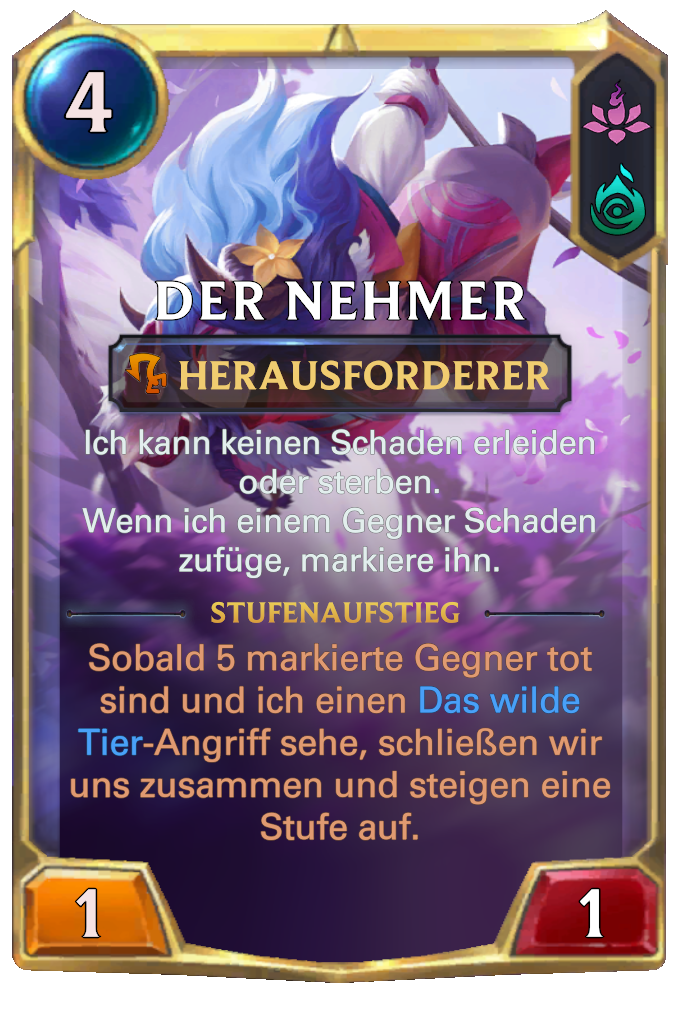 4
DER NEHMER
HERAUSFORDERER
Ich kann keinen Schaden erleiden
oder sterben.
Wenn ich einem Gegner Schaden
zufüge, markiere ihn.
STUFENAUFSTIEG
Sobald 5 markierte Gegner tot
sind und ich einen Das wilde
Tier-Angriff sehe, schließen wir
uns zusammen und steigen eine
Stufe auf.
1
1